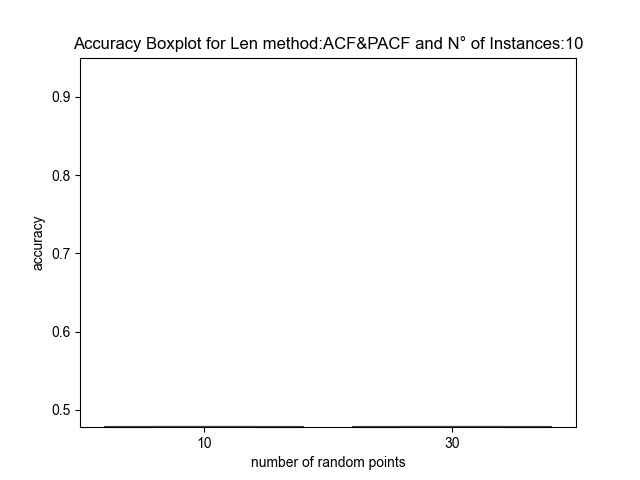 Accuracy Boxplot for Len method:ACF&PACF and N° of Instances:10
0.9
0.8
0.7
0.6
0.5
accuracy
10 30
number of random points